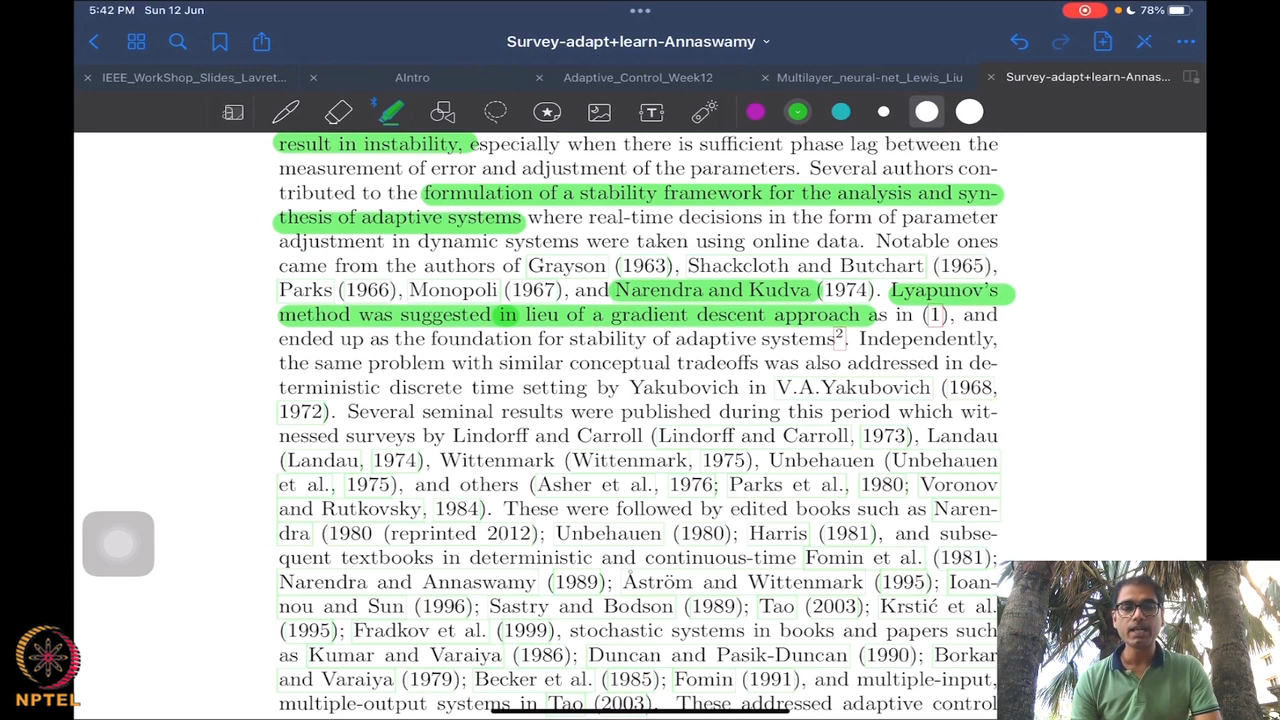 5:42 PM Sun 12 Jun
78%
Survey-adapt+learn-Annaswamy
IEEE_WorkShop_Slides_Lavret...
AIntro
Adaptive_Control_Week12
Multilayer_neural-net_Lewis_Liu
Survey-adapt+learn-Annas...
result in instability, especially when there is sufficient phase lag between the
measurement of error and adjustment of the parameters. Several authors con-
tributed to the formulation of a stability framework for the analysis and syn-
thesis of adaptive systems where real-time decisions in the form of parameter
adjustment in dynamic systems were taken using online data. Notable ones
came from the authors of Grayson (1963), Shackcloth and Butchart (1965),
Parks (1966), Monopoli (1967), and Narendra and Kudva (1974). Lyapunov's
method was suggested in lieu of a gradient descent approach as in (1), and
ended up as the foundation for stability of adaptive systems2. Independently,
the same problem with similar conceptual tradeoffs was also addressed in de-
terministic discrete time setting by Yakubovich in V.A.Yakubovich (1968,
1972). Several seminal results were published during this period which wit-
nessed surveys by Lindorff and Carroll (Lindorff and Carroll, 1973), Landau
(Landau, 1974), Wittenmark (Wittenmark, 1975), Unbehauen (Unbehauen
et al., 1975), and others (Asher et al., 1976; Parks et al., 1980; Voronov
and Rutkovsky, 1984). These were followed by edited books such as Naren-
dra (1980 (reprinted 2012); Unbehauen (1980); Harris (1981), and subse-
quent textbooks in deterministic and continuous-time Fomin et al. (1981);
Narendra and Annaswamy (1989); Åström and Wittenmark (1995); Ioan-
nou and Sun (1996); Sastry and Bodson (1989); Tao (2003); Krstić et al.
(1995); Fradkov et al. (1999), stochastic systems in books and papers such
as Kumar and Varaiya (1986); Duncan and Pasik-Duncan (1990); Borkar
and Varaiya (1979); Becker et al. (1985); Fomin (1991), and multiple-input,
multiple-output systems in Tao (2003). These addressed adaptive control
NPTEL